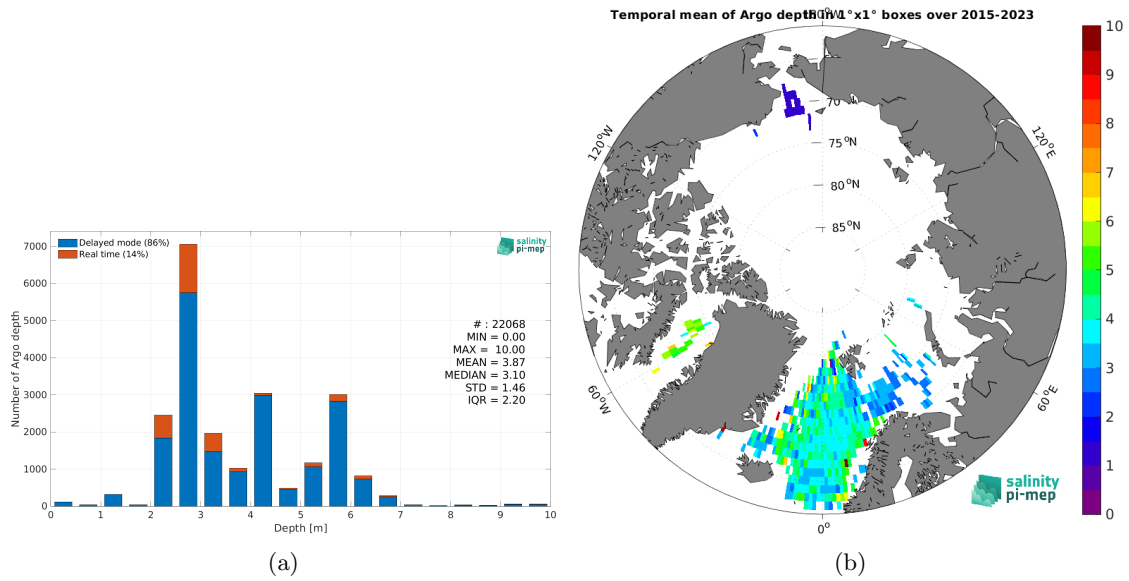 Delayed mode (86%)
Real time (14%)
salinity
pi-mep
Number of Argo depth
7000
6000
5000
4000
3000
2000
1000
0
# : 22068
MIN = 0.00
MAX = 10.00
MEAN = 3.87
MEDIAN = 3.10
STD = 1.46
IQR = 2.20
0 1 2 3 4 5 6 7 8 9 10
Depth [m]
(a)
Temporal mean of Argo depth in 1°x1° boxes over 2015-2023
180°W
120°W
120°E
70
75°N
80°N
85°N
60°W
60°E
0°
salinity
pi-mep
10
9
8
7
6
5
4
3
2
1
0
(b)